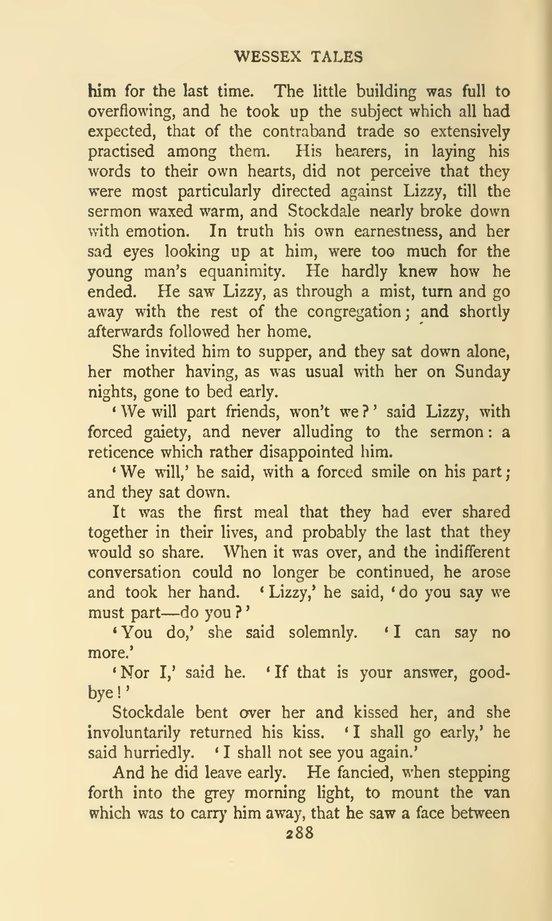 WESSEX TALES
him for the last time. The little building was full to
overflowing, and he took up the subject which all had
expected, that of the contraband trade so extensively
practised among them. His hearers, in laying his
words to their own hearts, did not perceive that they
were most particularly directed against Lizzy, till the
sermon waxed warm, and Stockdale nearly broke down
with emotion. In truth his own earnestness, and her
sad eyes looking up at him, were too much for the
young man's equanimity. He hardly knew how he
ended. He saw Lizzy, as through a mist, turn and go
away with the rest of the congregation; and shortly
afterwards followed her home.
She invited him to supper, and they sat down alone,
her mother having, as was usual with her on Sunday
nights, gone to bed early.
‘We will part friends, won't we?’ said Lizzy, with
forced gaiety, and never alluding to the sermon: a
reticence which rather disappointed him.
‘We will,’ he said, with a forced smile on his part;
and they sat down.
It was the first meal that they had ever shared
together in their lives, and probably the last that they
would so share. When it was over, and the indifferent
conversation could no longer be continued, he arose
and took her hand. ‘Lizzy,’ he said, ‘do you say we
must part—do you?’
‘You do,’ she said solemnly. ‘I can say no
more.’
‘Nor I,’ said he. ‘If that is your answer, good-
bye!’
Stockdale bent over her and kissed her, and she
involuntarily returned his kiss. ‘I shall go early,’ he
said hurriedly. ‘I shall not see you again.’
And he did leave early. He fancied, when stepping
forth into the grey morning light, to mount the van
which was to carry him away, that he saw a face between
288